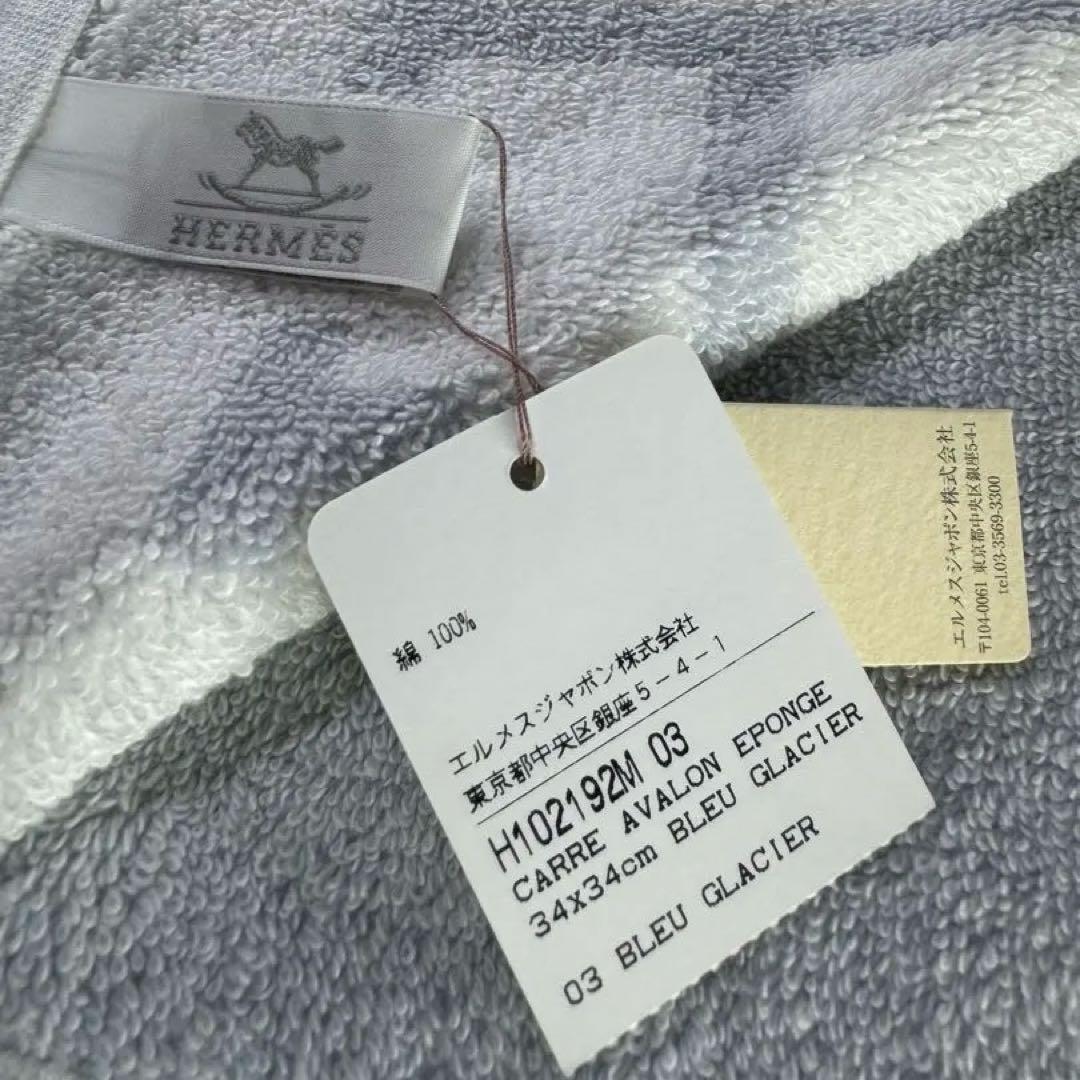 HERMĒS
綿 100%
エルメスジャポン株式会社
東京都中央区銀座5-4-1
H102192M 03
CARRE AVALON EPONGE
34x34cm BLEU GLACIER
03 BLEU GLACIER
エルメスジャポン株式会社
〒104-0061 東京都中央区銀座5-4-1
tel.03-3569-3300